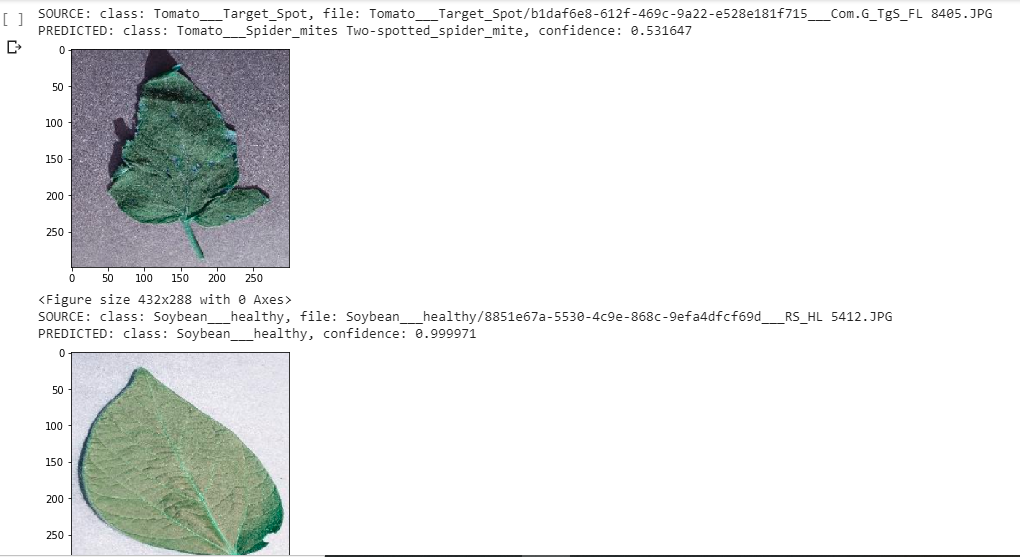 [ ] SOURCE: class: Tomato___Target_Spot, file: Tomato___Target_Spot/b1daf6e8-612f-469c-9a22-e528e181f715___Com.G_TgS_FL 8405.JPG
PREDICTED: class: Tomato___Spider_mites Two-spotted_spider_mite, confidence: 0.531647
0
50
100
150
200
250
0 50 100 150 200 250
<Figure size 432x288 with 0 Axes>
SOURCE: class: Soybean___healthy, file: Soybean___healthy/8851e67a-5530-4c9e-868c-9efa4dfcf69d___RS_HL 5412.JPG
PREDICTED: class: Soybean___healthy, confidence: 0.999971
0
50
100
150
200
250